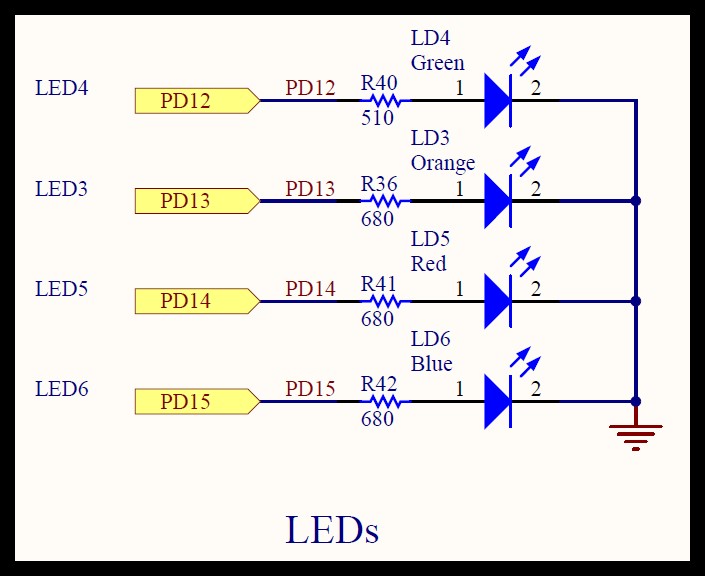 LD4
Green
LED4
PD12
PD12
R40
510
1
2
LD3
Orange
LED3
PD13
PD13
R36
680
1
2
LD5
Red
LED5
PD14
PD14
R41
680
1
2
LD6
Blue
LED6
PD15
PD15
R42
680
1
2
LEDs